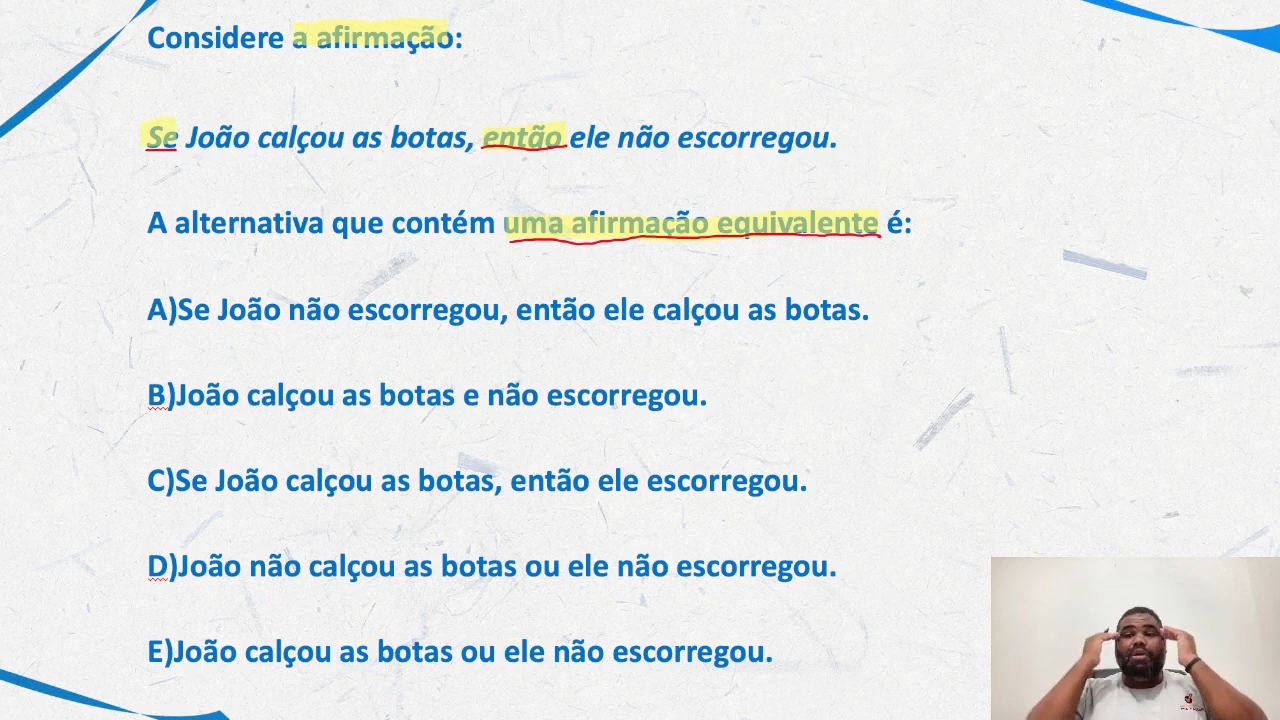 Considere a afirmação:
Se João calçou as botas, então ele não escorregou.
A alternativa que contém uma afirmação equivalente é:
A)Se João não escorregou, então ele calçou as botas.
B)João calçou as botas e não escorregou.
C)Se João calçou as botas, então ele escorregou.
D)João não calçou as botas ou ele não escorregou.
E)João calçou as botas ou ele não escorregou.